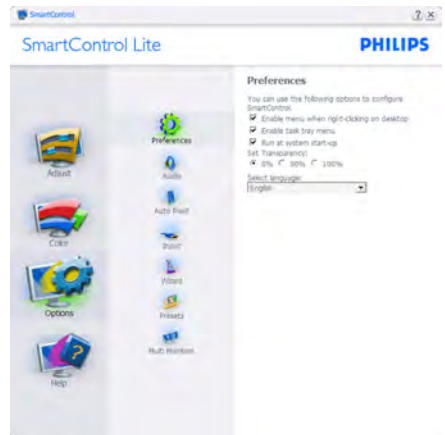 SmartControl
SmartControl Lite
PHILIPS
Adjust
Color
Options
Help
Preferences
Audio
Auto Pivot
Input
Wizard
Presets
Multi Monitors
Preferences
You can use the following options to configure
SmartControl.
Enable menu when right-clicking on desktop
Enable task tray menu
Run at system start-up
Set Transparency:
0% 50% 100%
Select language:
English